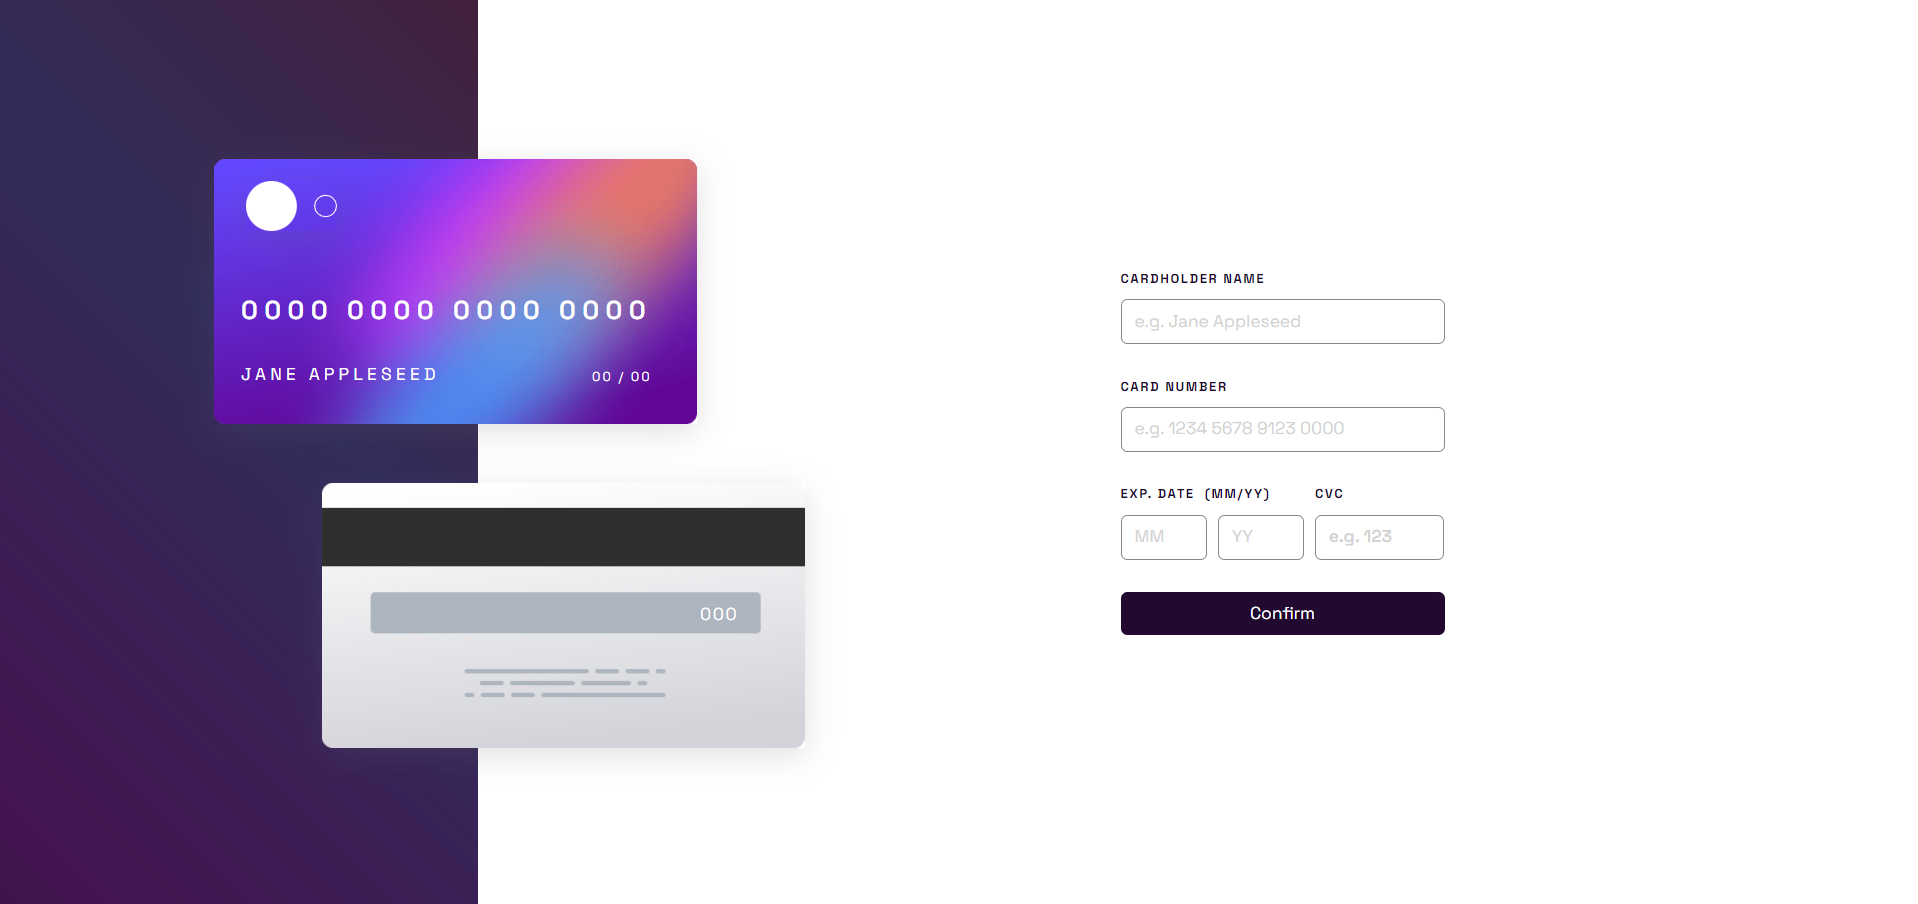 0000 0000 0000 0000
JANE APPLESEED
00 / 00
000
CARDHOLDER NAME
e.g. Jane Appleseed
CARD NUMBER
e.g. 1234 5678 9123 0000
EXP. DATE (MM/YY) CVC
MM YY e.g. 123
Confirm